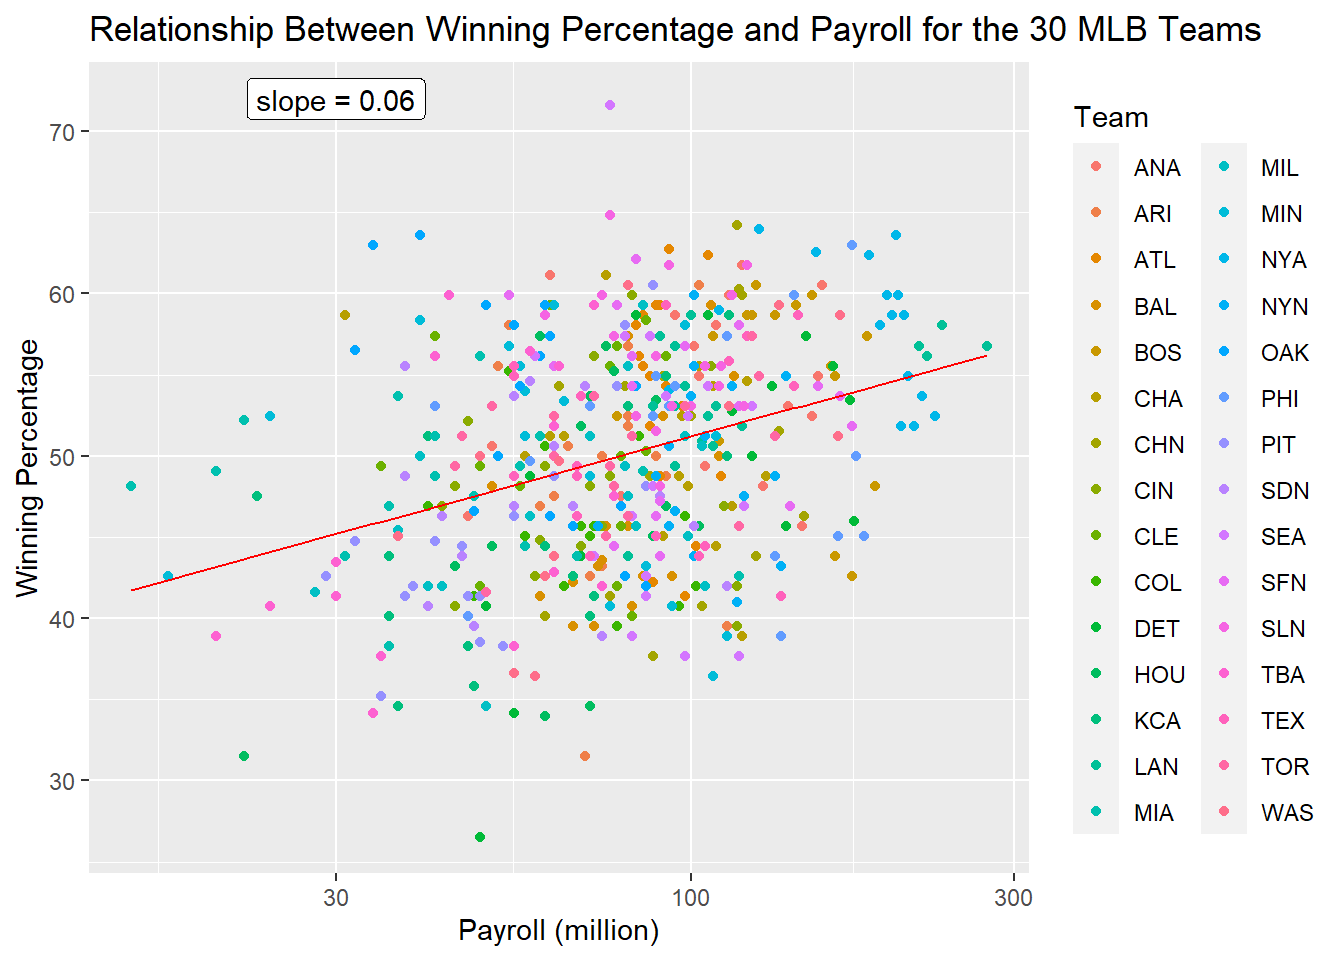 Relationship Between Winning Percentage and Payroll for the 30 MLB Teams
slope = 0.06
Winning Percentage
70
60
50
40
30
30
100
300
Payroll (million)
Team
ANA
ARI
ATL
BAL
BOS
CHA
CHN
CIN
CLE
COL
DET
HOU
KCA
LAN
MIA
MIL
MIN
NYA
NYN
OAK
PHI
PIT
SDN
SEA
SFN
SLN
TBA
TEX
TOR
WAS